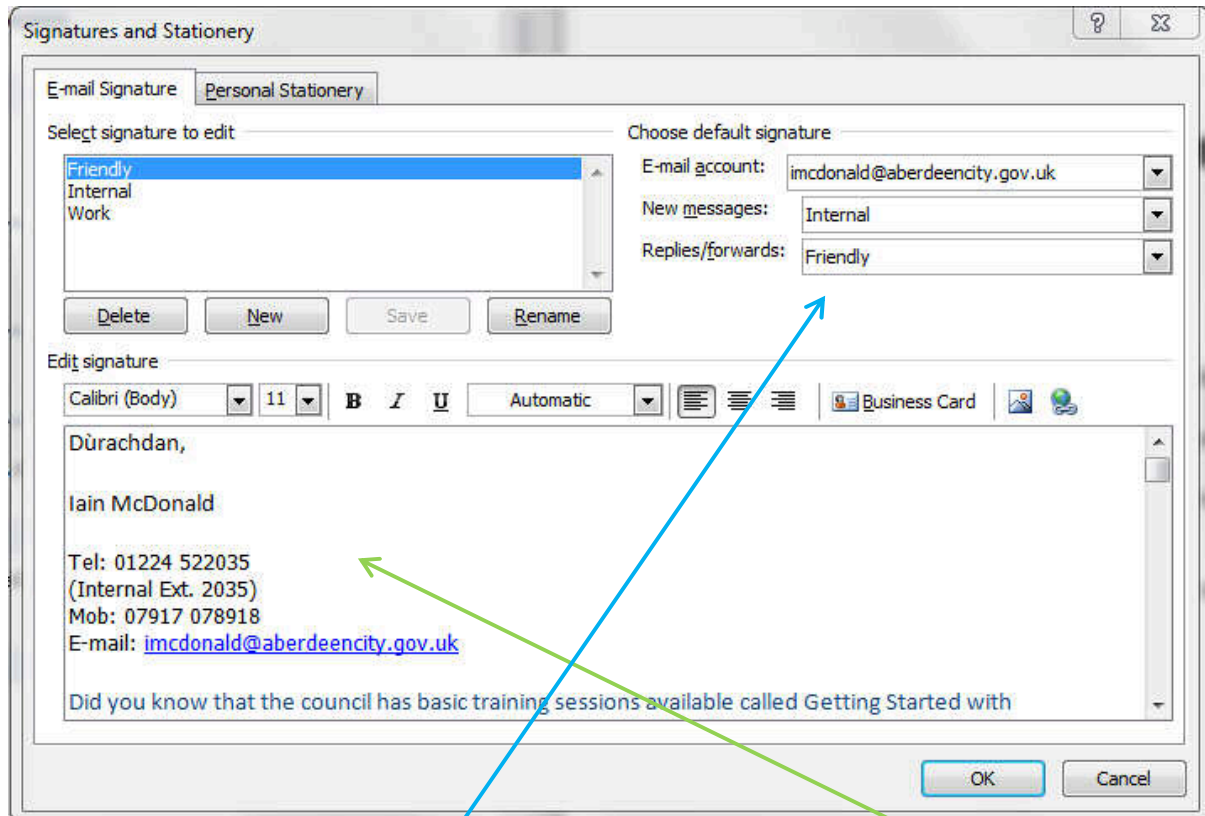 Signatures and Stationery
E-mail Signature Personal Stationery
Select signature to edit
Friendly
Internal
Work
Delete New Save Rename
Choose default signature
E-mail account: imcdonald@aberdeencity.gov.uk
New messages: Internal
Replies/forwards: Friendly
Edit signature
Calibri (Body) 11 B I U Automatic Business Card
Dùrachdan,
Iain McDonald
Tel: 01224 522035
(Internal Ext. 2035)
Mob: 07917 078918
E-mail: imcdonald@aberdeencity.gov.uk
Did you know that the council has basic training sessions available called Getting Started with
OK Cancel